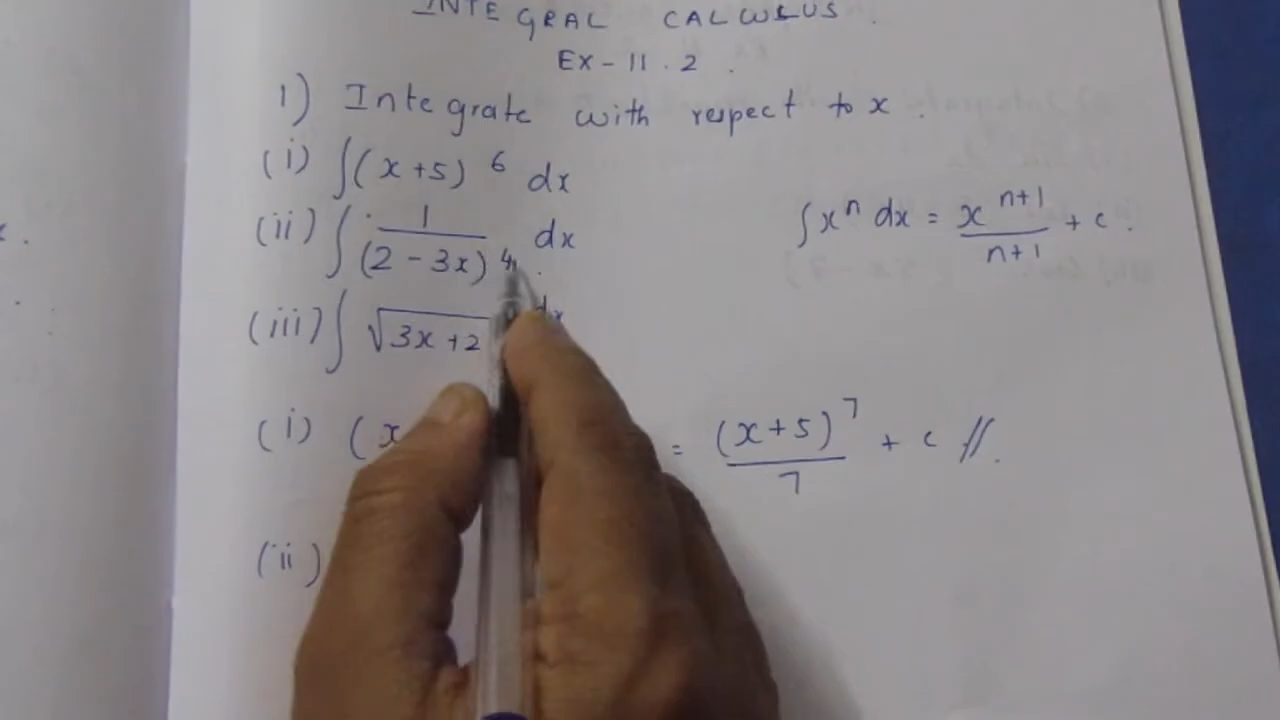 INTEGRAL CALCULUS.
EX-11.2.
1) Integrate with respect to x.
(i) ∫(x+5)^6 dx
(ii) ∫ 1/(2-3x)^4 dx
∫x^n dx = x^(n+1)/(n+1) + c.
(iii) ∫ √(3x+2) dx
(i) (x = (x+5)^7/7 + c //.
(ii)